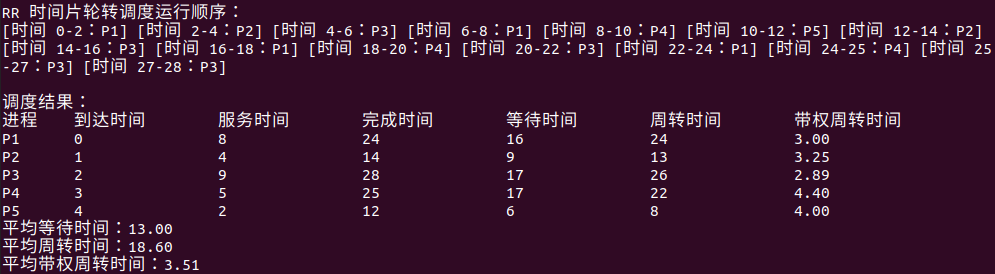 RR 时间片轮转调度运行顺序：
[时间 0-2：P1] [时间 2-4：P2] [时间 4-6：P3] [时间 6-8：P1] [时间 8-10：P4] [时间 10-12：P5] [时间 12-14：P2]
[时间 14-16：P3] [时间 16-18：P1] [时间 18-20：P4] [时间 20-22：P3] [时间 22-24：P1] [时间 24-25：P4] [时间 25
-27：P3] [时间 27-28：P3]
调度结果：
进程 到达时间 服务时间 完成时间 等待时间 周转时间 带权周转时间
P1 0 8 24 16 24 3.00
P2 1 4 14 9 13 3.25
P3 2 9 28 17 26 2.89
P4 3 5 25 17 22 4.40
P5 4 2 12 6 8 4.00
平均等待时间：13.00
平均周转时间：18.60
平均带权周转时间：3.51